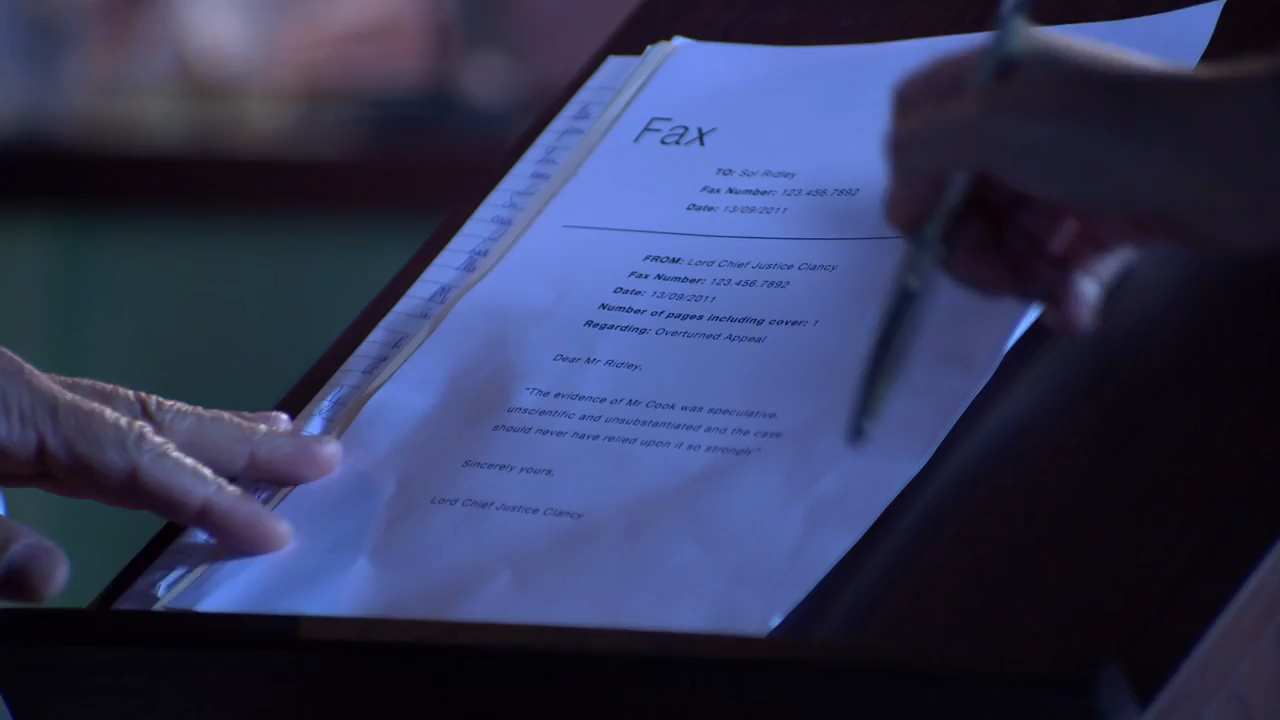 Fax
TO: Sol Ridley
Fax Number: 123.456.7892
Date: 13/09/2011
FROM: Lord Chief Justice Clancy
Fax Number: 123.456.7892
Date: 13/09/2011
Number of pages including cover: 1
Regarding: Overturned Appeal
Dear Mr Ridley,
"The evidence of Mr Cook was speculative,
unscientific and unsubstantiated and the case
should never have relied upon it so strongly"
Sincerely yours,
Lord Chief Justice Clancy